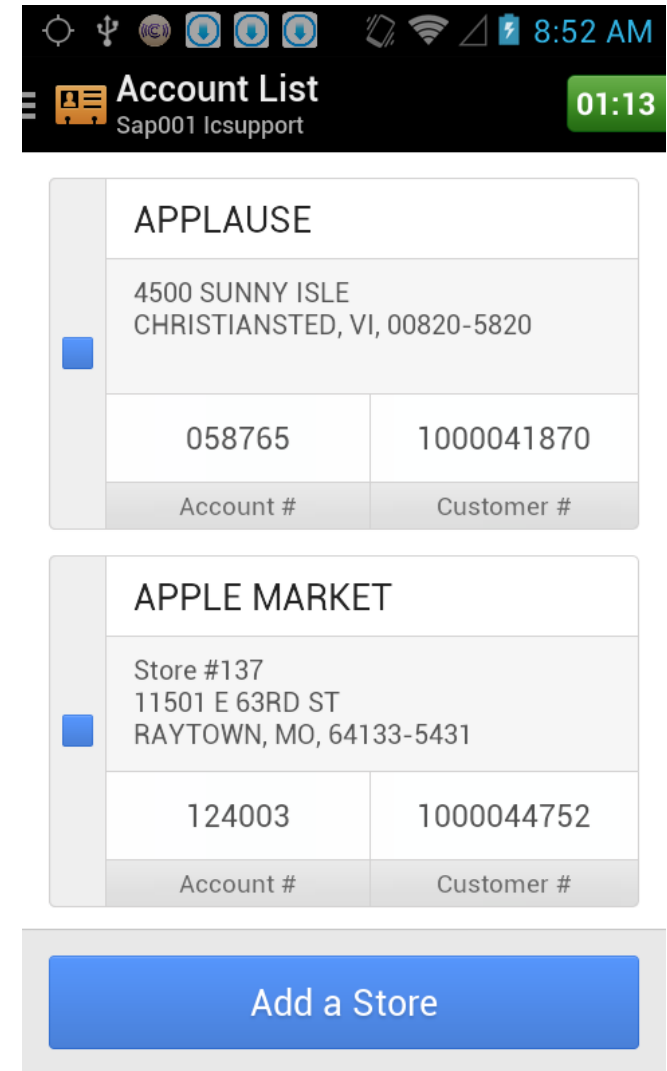 8:52 AM
Account List
Sap001 Icsupport
01:13
APPLAUSE
4500 SUNNY ISLE
CHRISTIANSTED, VI, 00820-5820
058765 1000041870
Account # Customer #
APPLE MARKET
Store #137
11501 E 63RD ST
RAYTOWN, MO, 64133-5431
124003 1000044752
Account # Customer #
Add a Store